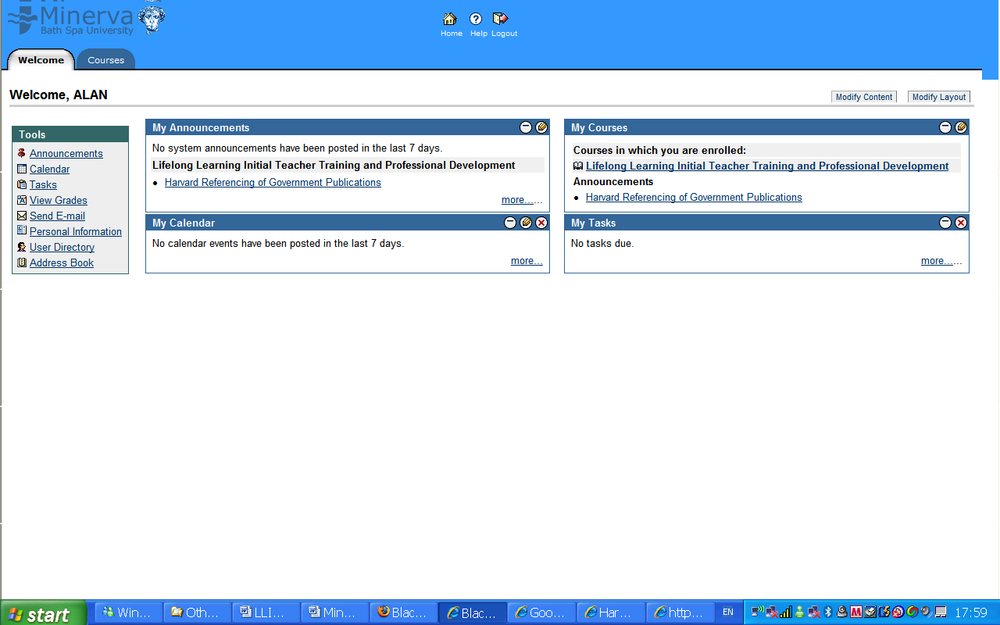 Minerva
Bath Spa University
Home Help Logout
Welcome Courses
Welcome, ALAN
Modify Content Modify Layout
Tools
Announcements
Calendar
Tasks
View Grades
Send E-mail
Personal Information
User Directory
Address Book
My Announcements
No system announcements have been posted in the last 7 days.
Lifelong Learning Initial Teacher Training and Professional Development
Harvard Referencing of Government Publications
more......
My Calendar
No calendar events have been posted in the last 7 days.
more...
My Courses
Courses in which you are enrolled:
Lifelong Learning Initial Teacher Training and Professional Development
Announcements
Harvard Referencing of Government Publications
My Tasks
No tasks due.
more......
start Win... Oth... LLI... Min... Blac... Blac... Goo... Har... http... EN 17:59